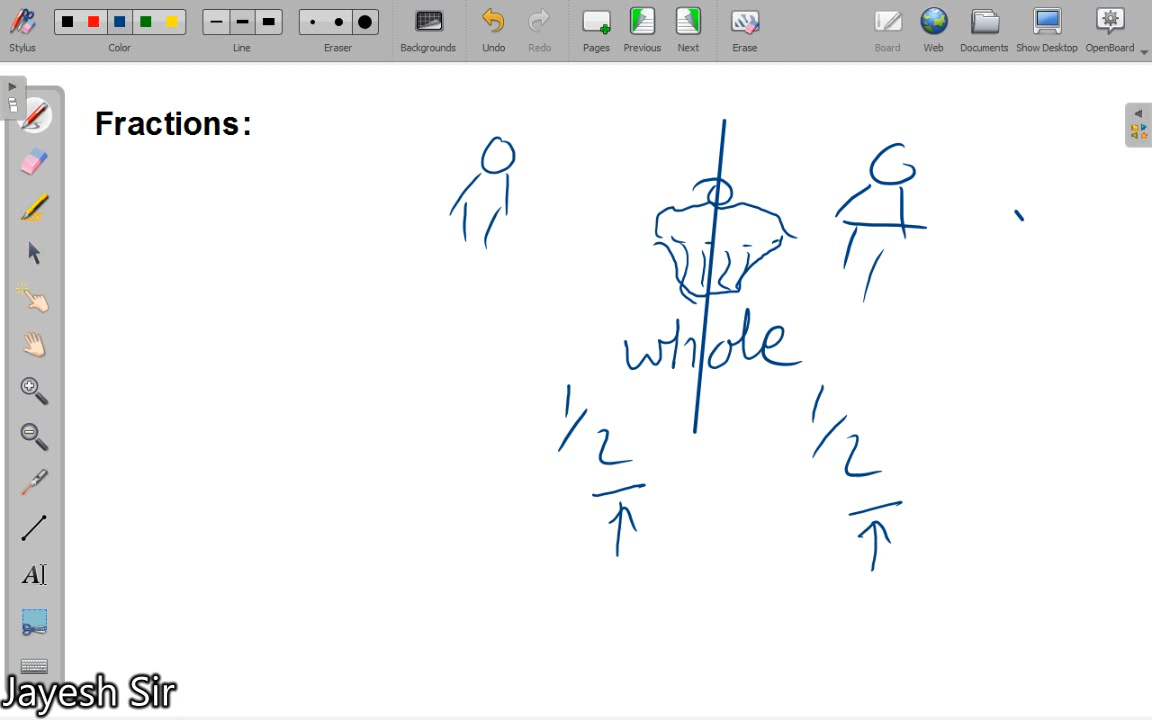 Stylus
Color
Line
Eraser
Backgrounds
Undo
Redo
Pages
Previous
Next
Erase
Board
Web
Documents
Show Desktop
OpenBoard
Fractions:
whole
1/2 1/2
Jayesh Sir